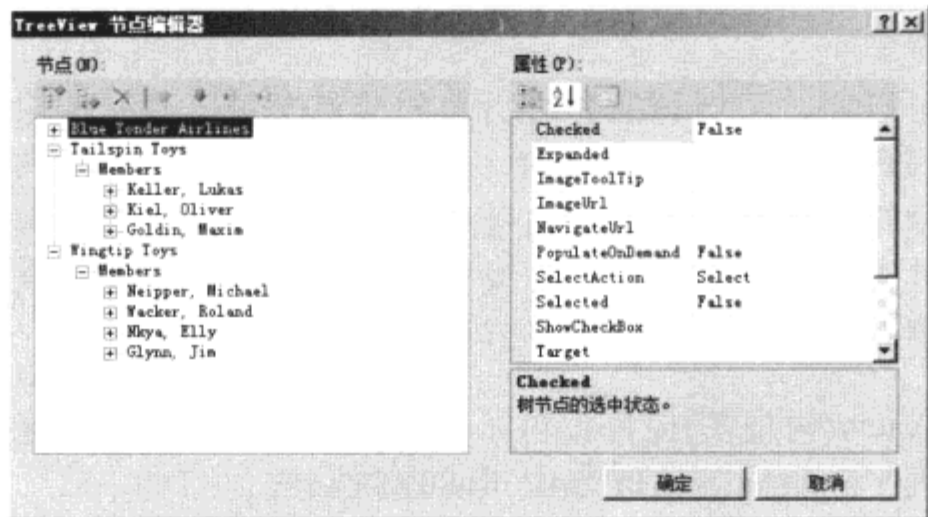 TreeView 节点编辑器
节点(N):
属性(P):
Blue Yonder Airlines
Tailspin Toys
Members
Keller, Lukas
Kiel, Oliver
Goldin, Maxim
Wingtip Toys
Members
Neipper, Michael
Wacker, Roland
Nkya, Elly
Glynn, Jim
Checked False
Expanded
ImageToolTip
ImageUrl
NavigateUrl
PopulateOnDemand False
SelectAction Select
Selected False
ShowCheckBox
Target
Checked
树节点的选中状态。
确定
取消